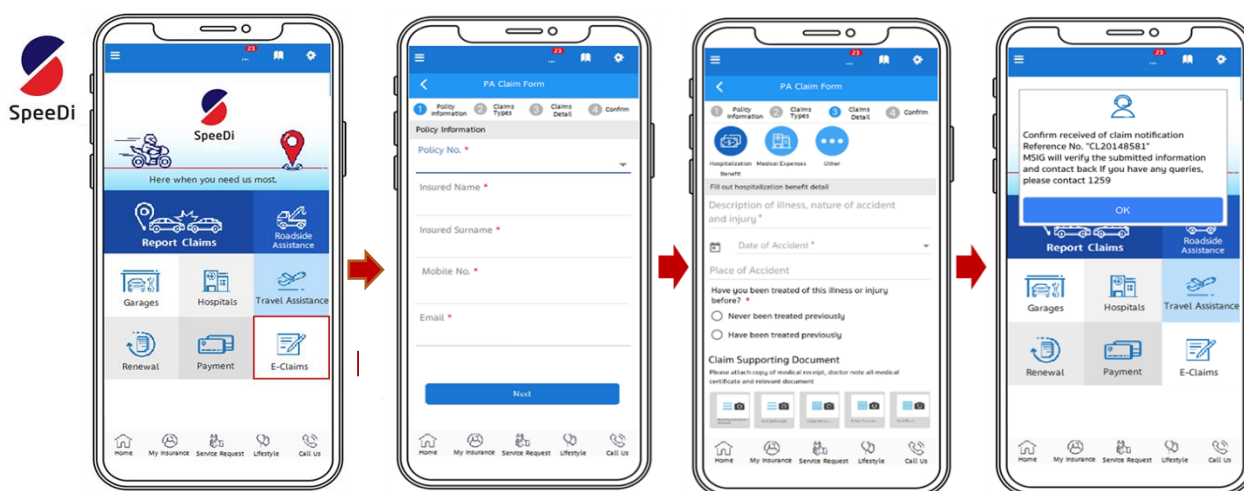 SpeeDi
23
SpeeDi
Here when you need us most.
Report Claims
Roadside
Assistance
Garages
Hospitals
Travel Assistance
Renewal
Payment
E-Claims
Home
My Insurance
Service Request
Lifestyle
Call Us
23
PA Claim Form
1 Policy
Information
2 Claims
Types
3 Claims
Detail
4 Confrim
Policy Information
Policy No. *
Insured Name *
Insured Surname *
Mobile No. *
Email *
Next
Home
My Insurance
Service Request
Lifestyle
Call Us
23
PA Claim Form
1 Policy
Information
2 Claims
Types
3 Claims
Detail
4 Confrim
Hospitalization
Benefit
Medical Expenses
Other
Fill out hospitalization benefit detail
Description of illness, nature of accident
and injury *
Date of Accident *
Place of Accident
Have you been treated of this illness or injury
before? *
Never been treated previously
Have been treated previously
Claim Supporting Document
Please attach copy of medical receipt, doctor note all medical
certificate and relevant document
Home
My Insurance
Service Request
Lifestyle
Call Us
23
Confirm received of claim notification
Reference No. "CL20148581"
MSIG will verify the submitted information
and contact back If you have any queries,
please contact 1259
OK
Report Claims
Roadside
Assistance
Garages
Hospitals
Travel Assistance
Renewal
Payment
E-Claims
Home
My Insurance
Service Request
Lifestyle
Call Us